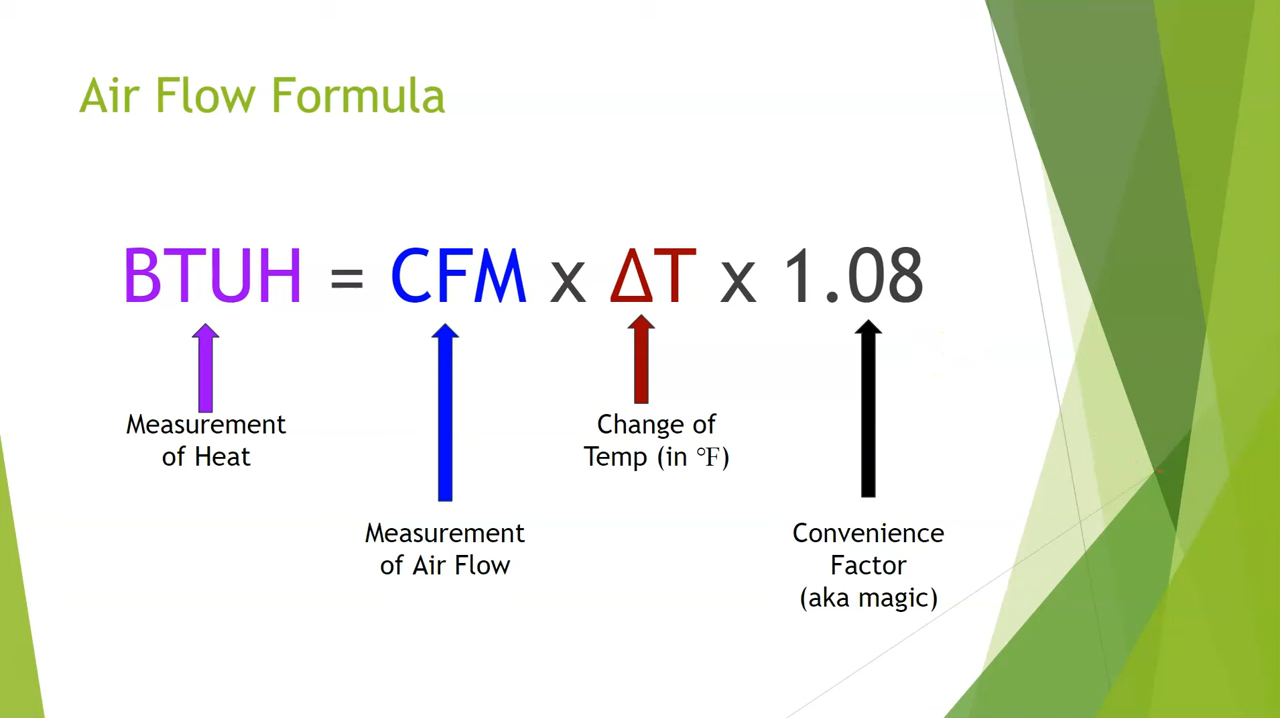 Air Flow Formula
BTUH = CFM x ΔT x 1.08
Measurement
of Heat
Measurement
of Air Flow
Change of
Temp (in °F)
Convenience
Factor
(aka magic)